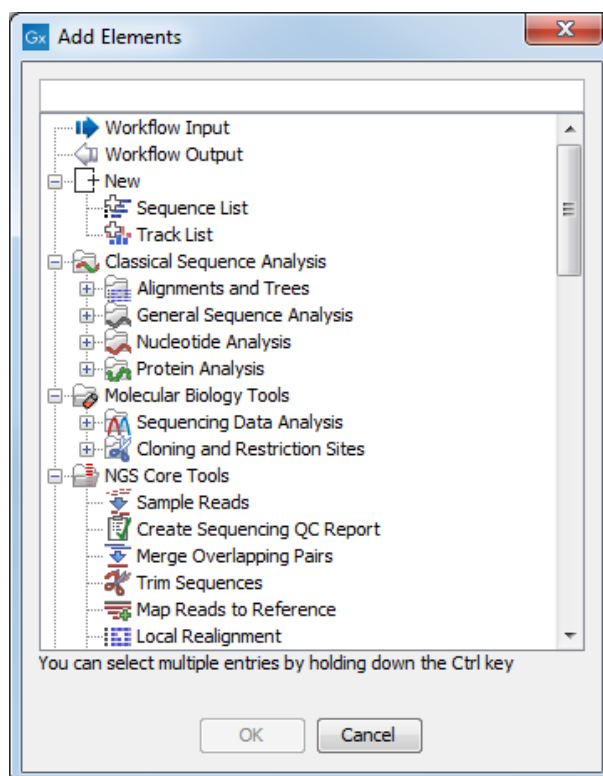 Gx Add Elements
Workflow Input
Workflow Output
New
Sequence List
Track List
Classical Sequence Analysis
Alignments and Trees
General Sequence Analysis
Nucleotide Analysis
Protein Analysis
Molecular Biology Tools
Sequencing Data Analysis
Cloning and Restriction Sites
NGS Core Tools
Sample Reads
Create Sequencing QC Report
Merge Overlapping Pairs
Trim Sequences
Map Reads to Reference
Local Realignment
You can select multiple entries by holding down the Ctrl key
OK Cancel